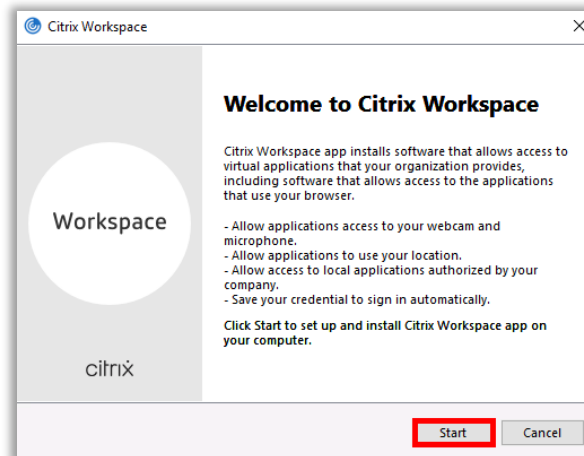 Citrix Workspace
Welcome to Citrix Workspace
Citrix Workspace app installs software that allows access to
virtual applications that your organization provides,
including software that allows access to the applications
that use your browser.
Workspace
- Allow applications access to your webcam and
microphone.
- Allow applications to use your location.
- Allow access to local applications authorized by your
company.
- Save your credential to sign in automatically.
Click Start to set up and install Citrix Workspace app on
your computer.
citrix
Start
Cancel